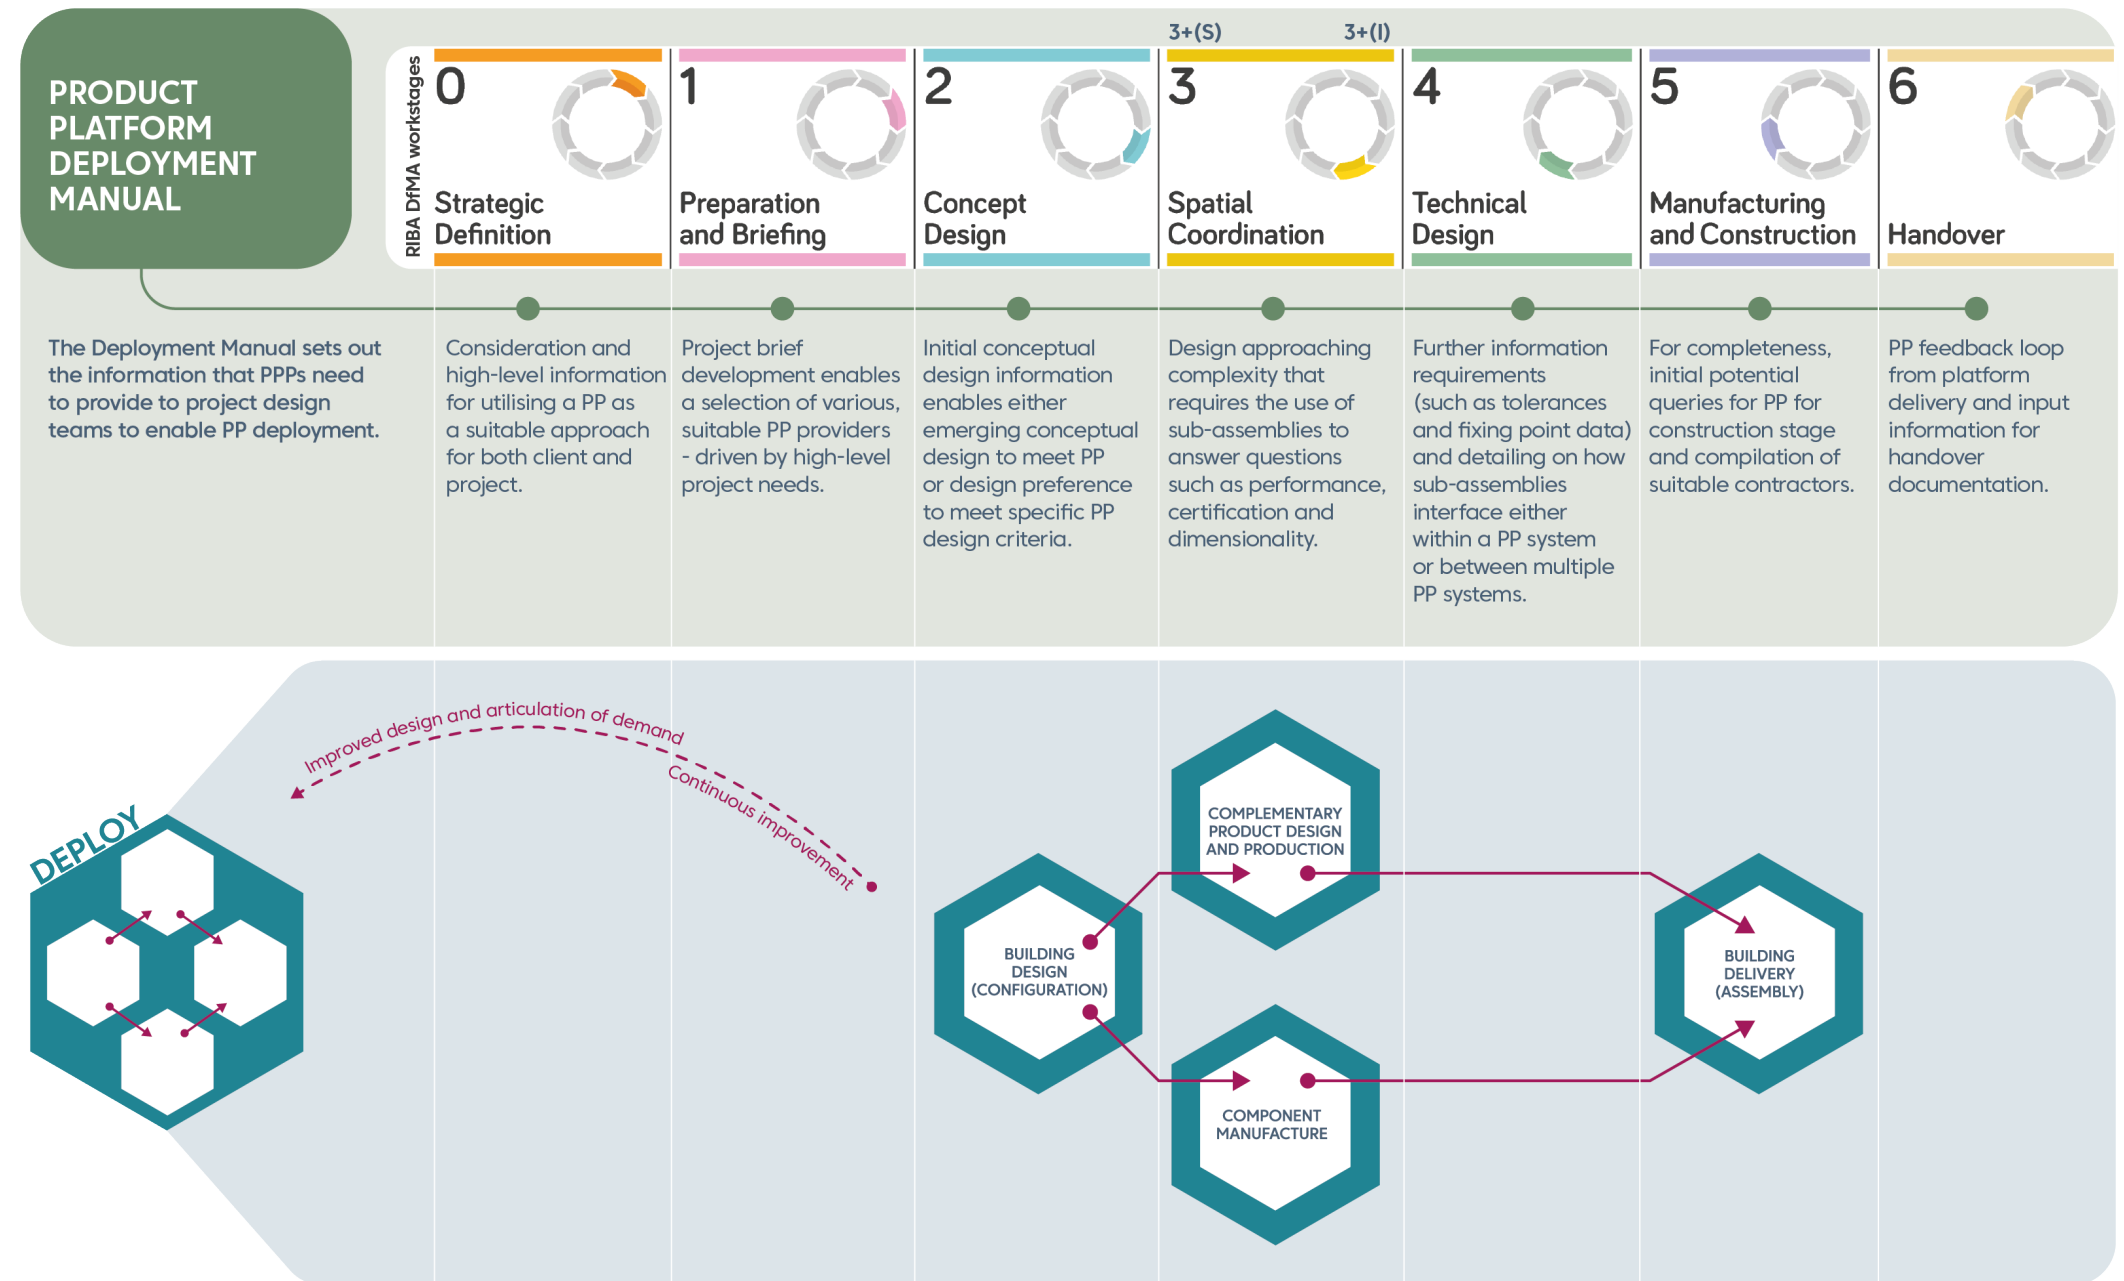 PRODUCT
PLATFORM
DEPLOYMENT
MANUAL
RIBA DfMA workstages
3+(S)
3+(I)
0
Strategic
Definition
1
Preparation
and Briefing
2
Concept
Design
3
Spatial
Coordination
4
Technical
Design
5
Manufacturing
and Construction
6
Handover
The Deployment Manual sets out
the information that PPPs need
to provide to project design
teams to enable PP deployment.
Consideration and
high-level information
for utilising a PP as
a suitable approach
for both client and
project.
Project brief
development enables
a selection of various,
suitable PP providers
- driven by high-level
project needs.
Initial conceptual
design information
enables either
emerging conceptual
design to meet PP
or design preference
to meet specific PP
design criteria.
Design approaching
complexity that
requires the use of
sub-assemblies to
answer questions
such as performance,
certification and
dimensionality.
Further information
requirements
(such as tolerances
and fixing point data)
and detailing on how
sub-assemblies
interface either
within a PP system
or between multiple
PP systems.
For completeness,
initial potential
queries for PP for
construction stage
and compilation of
suitable contractors.
PP feedback loop
from platform
delivery and input
information for
handover
documentation.
Improved design and articulation of demand
Continuous improvement
DEPLOY
COMPLEMENTARY
PRODUCT DESIGN
AND PRODUCTION
BUILDING
DESIGN
(CONFIGURATION)
BUILDING
DELIVERY
(ASSEMBLY)
COMPONENT
MANUFACTURE